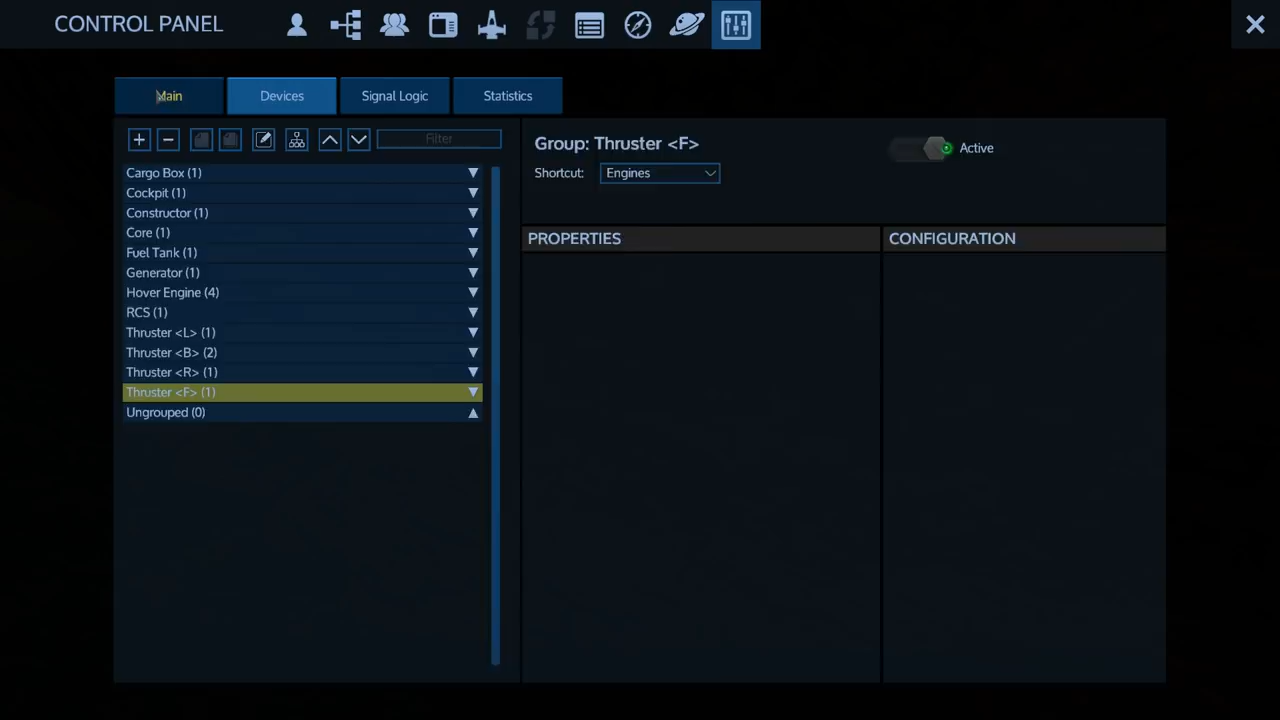 CONTROL PANEL
Main
Devices
Signal Logic
Statistics
Filter
Cargo Box (1)
Cockpit (1)
Constructor (1)
Core (1)
Fuel Tank (1)
Generator (1)
Hover Engine (4)
RCS (1)
Thruster <L> (1)
Thruster <B> (2)
Thruster <R> (1)
Thruster <F> (1)
Ungrouped (0)
Group: Thruster <F>
Active
Shortcut: Engines
PROPERTIES
CONFIGURATION